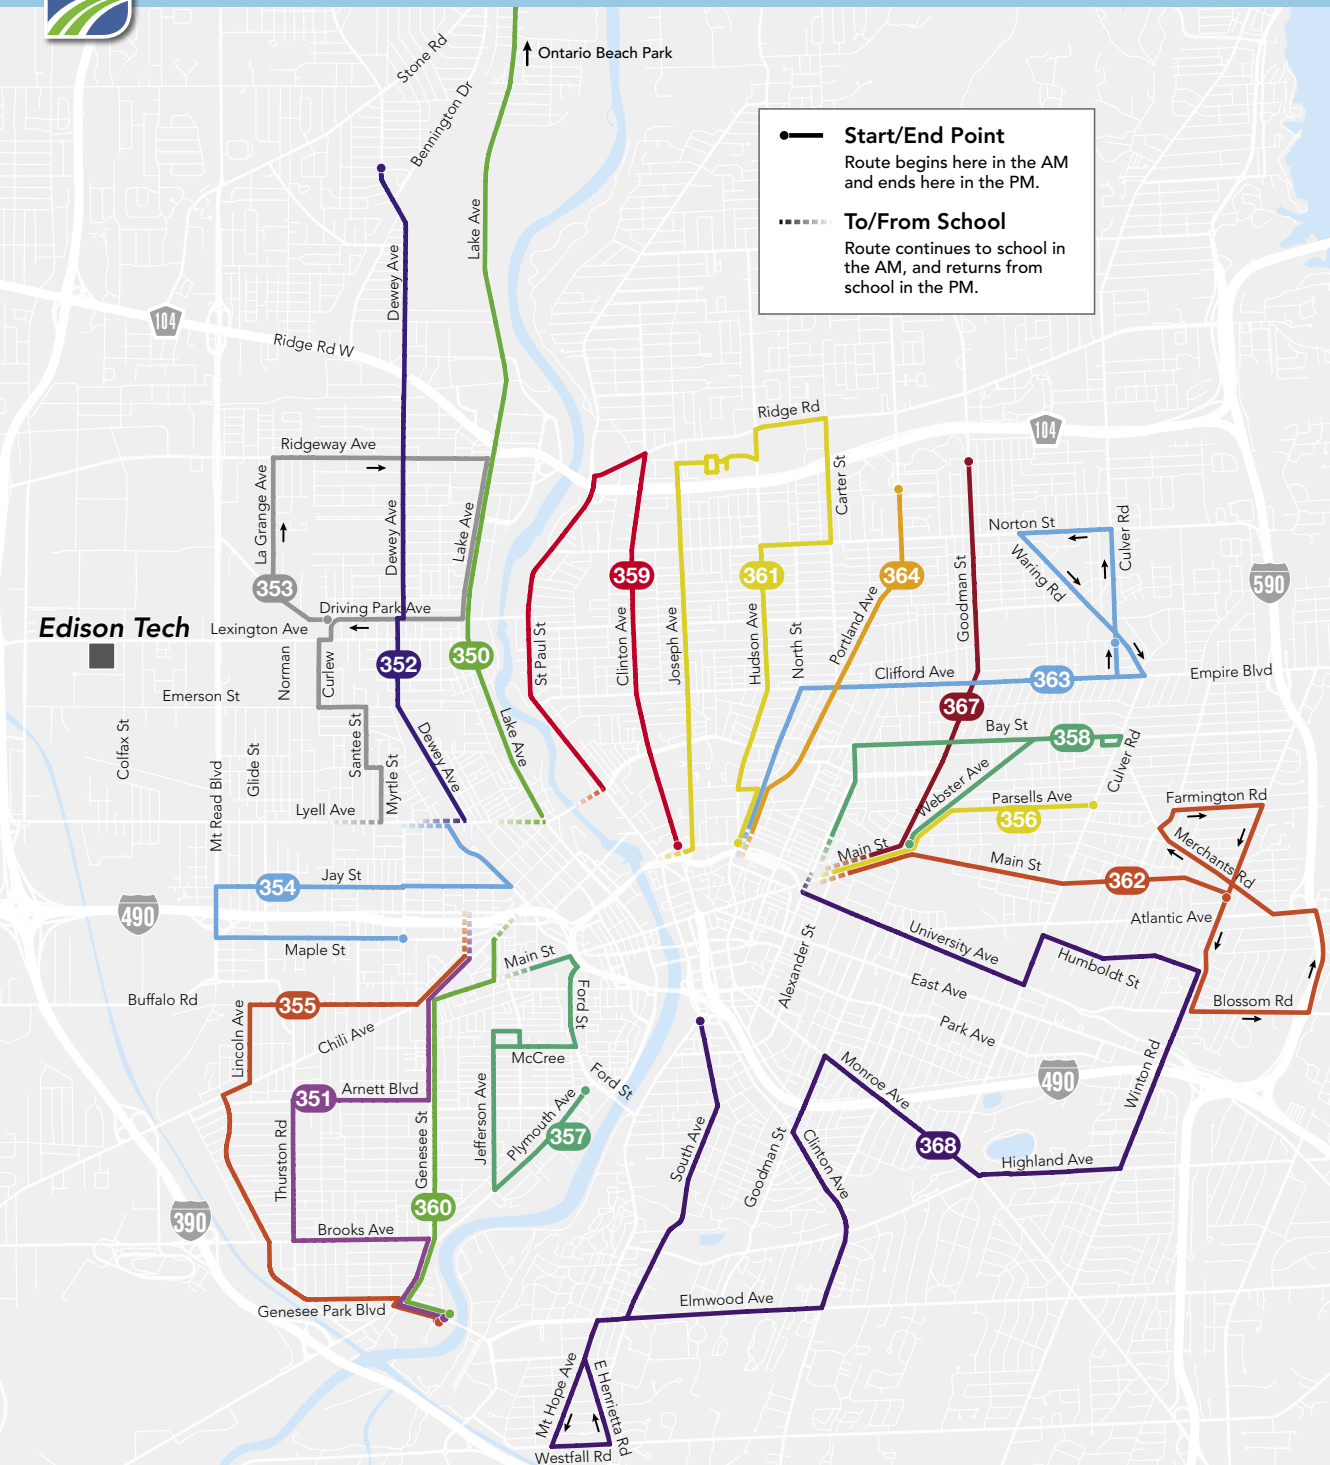 Ontario Beach Park
Stone Rd
Bennington Dr
Start/End Point
Route begins here in the AM
and ends here in the PM.
To/From School
Route continues to school in
the AM, and returns from
school in the PM.
Lake Ave
Dewey Ave
104
Ridge Rd W
Ridge Rd
104
Ridgeway Ave
La Grange Ave
Dewey Ave
Lake Ave
Carter St
Norton St
Culver Rd
Waring Rd
Goodman St
353
359
361
364
590
Driving Park Ave
Lexington Ave
Edison Tech
Norman
Curlew
352
350
St Paul St
Clinton Ave
Joseph Ave
Hudson Ave
North St
Portland Ave
Clifford Ave
363
Empire Blvd
Emerson St
367
Bay St
358
Colfax St
Mt Read Blvd
Glide St
Santee St
Myrtle St
Dewey Ave
Lake Ave
Webster Ave
Culver Rd
Lyell Ave
Parsells Ave
356
Farmington Rd
Merchants Rd
Main St
Main St
362
Jay St
354
490
Atlantic Ave
Maple St
Main St
Alexander St
University Ave
Humboldt St
East Ave
Park Ave
Blossom Rd
Buffalo Rd
355
Lincoln Ave
Chili Ave
Ford St
McCree
Ford St
Arnett Blvd
351
Jefferson Ave
Plymouth Ave
357
Monroe Ave
490
Winton Rd
Thurston Rd
Genesee St
South Ave
Goodman St
Clinton Ave
368
Highland Ave
390
360
Brooks Ave
Genesee Park Blvd
Elmwood Ave
Mt Hope Ave
E Henrietta Rd
Westfall Rd